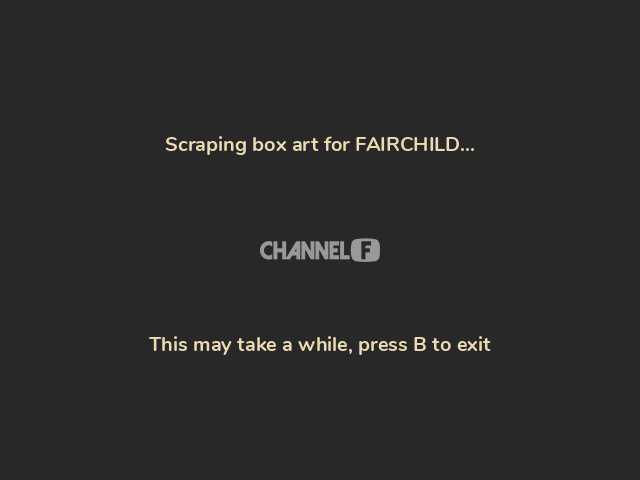 Scraping box art for FAIRCHILD...
CHANNEL F
This may take a while, press B to exit